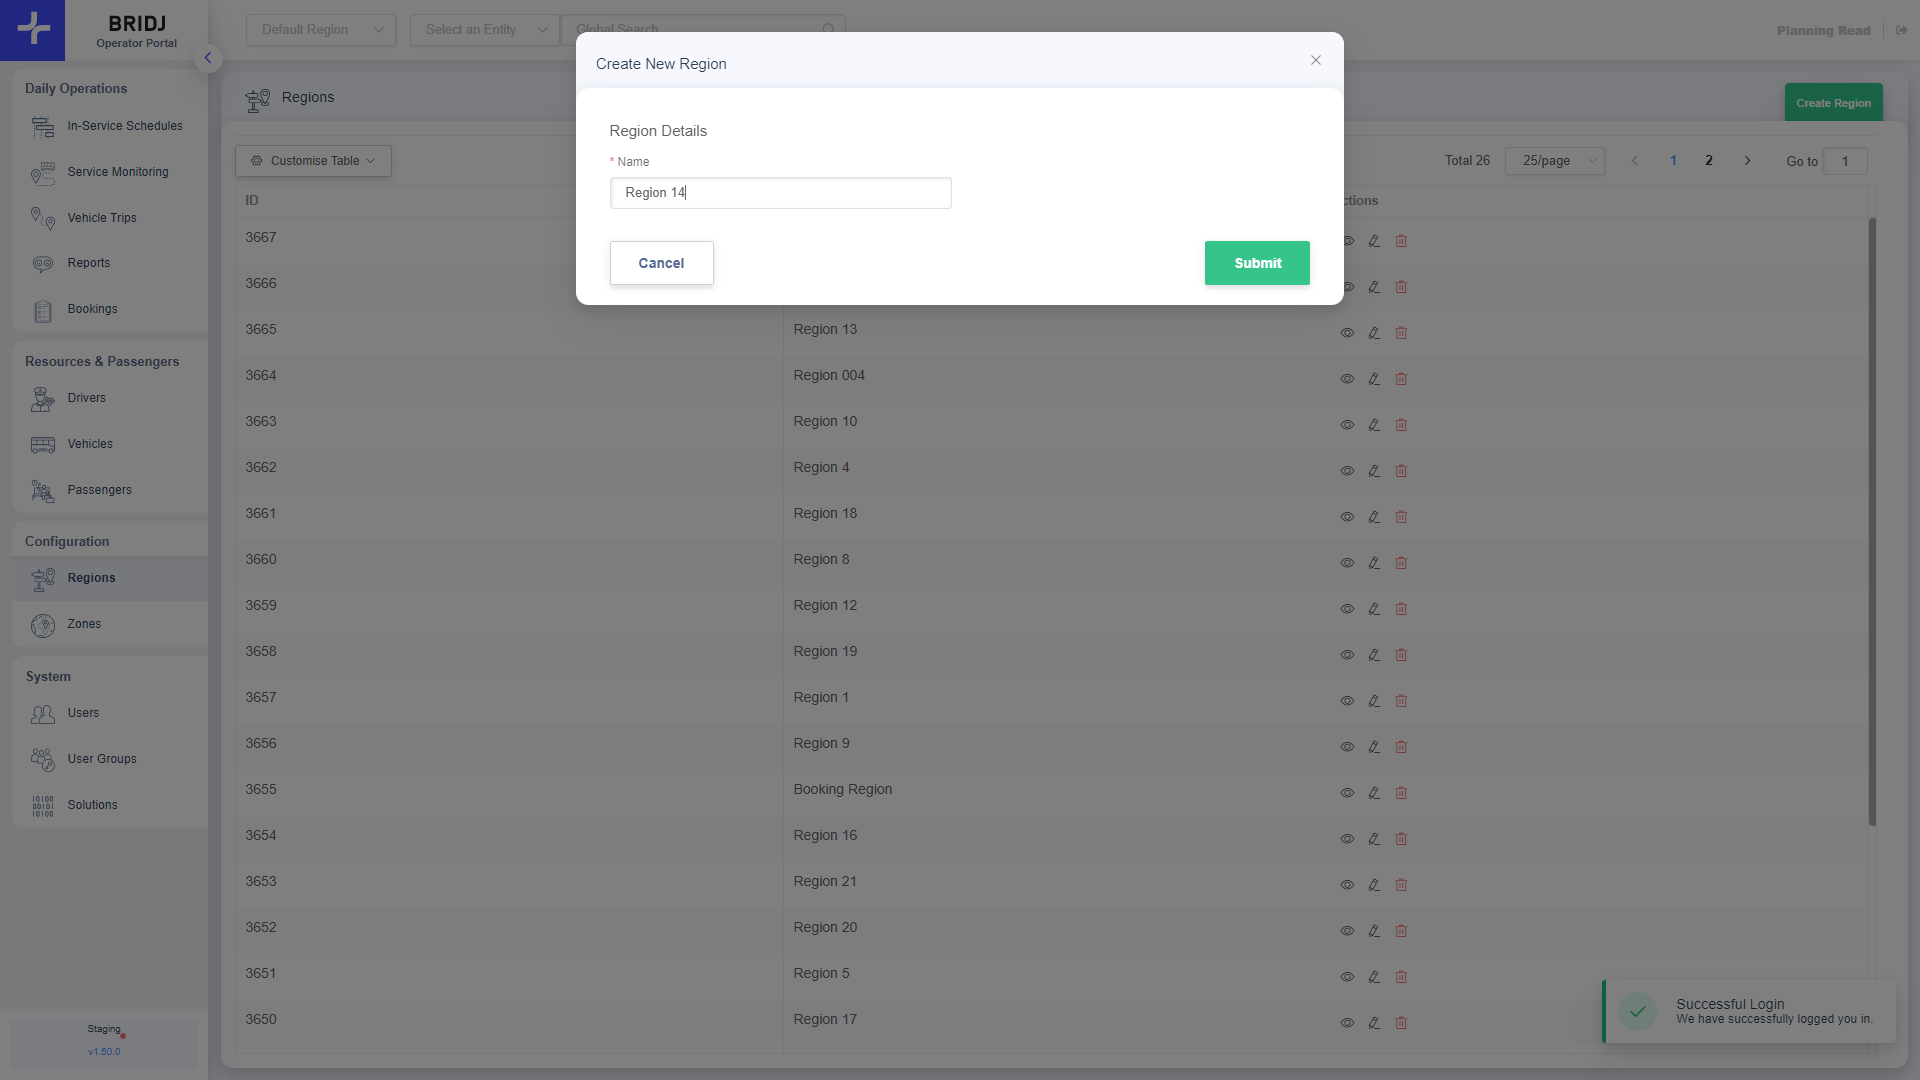 BRIDJ
Operator Portal
Default Region
Select an Entity
Global Search
Planning Read
Create New Region
Region Details
* Name
Region 14
Cancel
Submit
Daily Operations
In-Service Schedules
Service Monitoring
Vehicle Trips
Reports
Bookings
Resources & Passengers
Drivers
Vehicles
Passengers
Configuration
Regions
Zones
System
Users
User Groups
Solutions
Staging
v1.50.0
Regions
Create Region
Customise Table
Total 26
25/page
1
2
Go to
1
ID
ctions
3667
3666
3665 Region 13
3664 Region 004
3663 Region 10
3662 Region 4
3661 Region 18
3660 Region 8
3659 Region 12
3658 Region 19
3657 Region 1
3656 Region 9
3655 Booking Region
3654 Region 16
3653 Region 21
3652 Region 20
3651 Region 5
3650 Region 17
Successful Login
We have successfully logged you in.